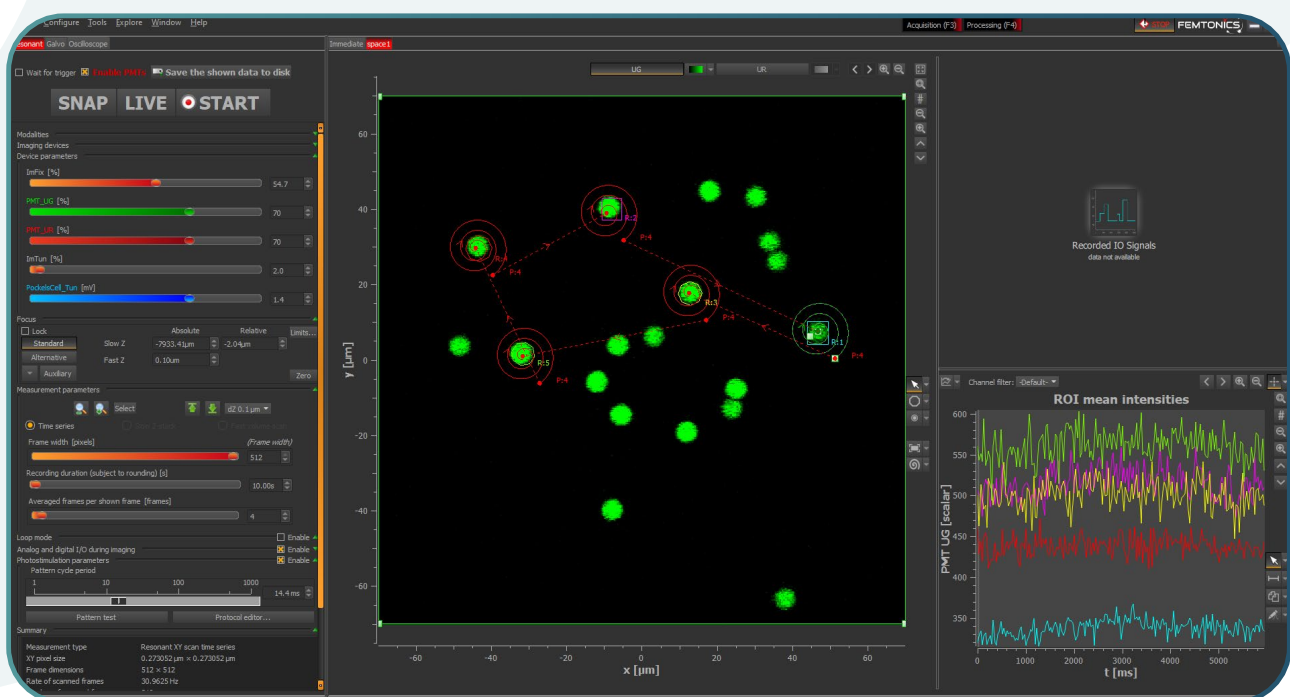 Configure Tools Explore Window Help
Acquisition (F3) Processing (F4) STOP FEMTONICS
Resonant Galvo Oscilloscope
Immediate space1
Wait for trigger Enable PMTs Save the shown data to disk
SNAP LIVE START
Modalities
Imaging devices
Device parameters
ImFix [%]
54.7
PMT_UG [%]
70
PMT_UR [%]
70
ImTun [%]
2.0
PockelsCell_Tun [mV]
1.4
Focus
Lock Absolute Relative Limits...
Standard Slow Z -7933.41µm -2.04µm
Alternative Fast Z 0.10um
Auxiliary Zero
Measurement parameters
Select dZ 0.1 µm
Time series
Frame width [pixels] (Frame width)
512
Recording duration (subject to rounding) [s]
10.00s
Averaged frames per shown frame [frames]
4
Loop mode Enable
Analog and digital I/O during imaging Enable
Photostimulation parameters Enable
Pattern cycle period
1 10 100 1000
14.4 ms
Pattern test Protocol editor...
Summary
Measurement type Resonant XY scan time series
XY pixel size 0.273052 µm × 0.273052 µm
Frame dimensions 512 × 512
Rate of scanned frames 30.9625 Hz
UG UR
60
40
20
0
-20
-40
-60
y [µm]
R:2
P:4
R:4
P:4
R:3
P:4
R:1
P:4
R:5
P:4
-60 -40 -20 0 20 40 60
x [µm]
Recorded IO Signals
data not available
Channel filter: -Default-
ROI mean intensities
600
550
500
450
400
350
PMT UG [scalar]
0 1000 2000 3000 4000 5000
t [ms]